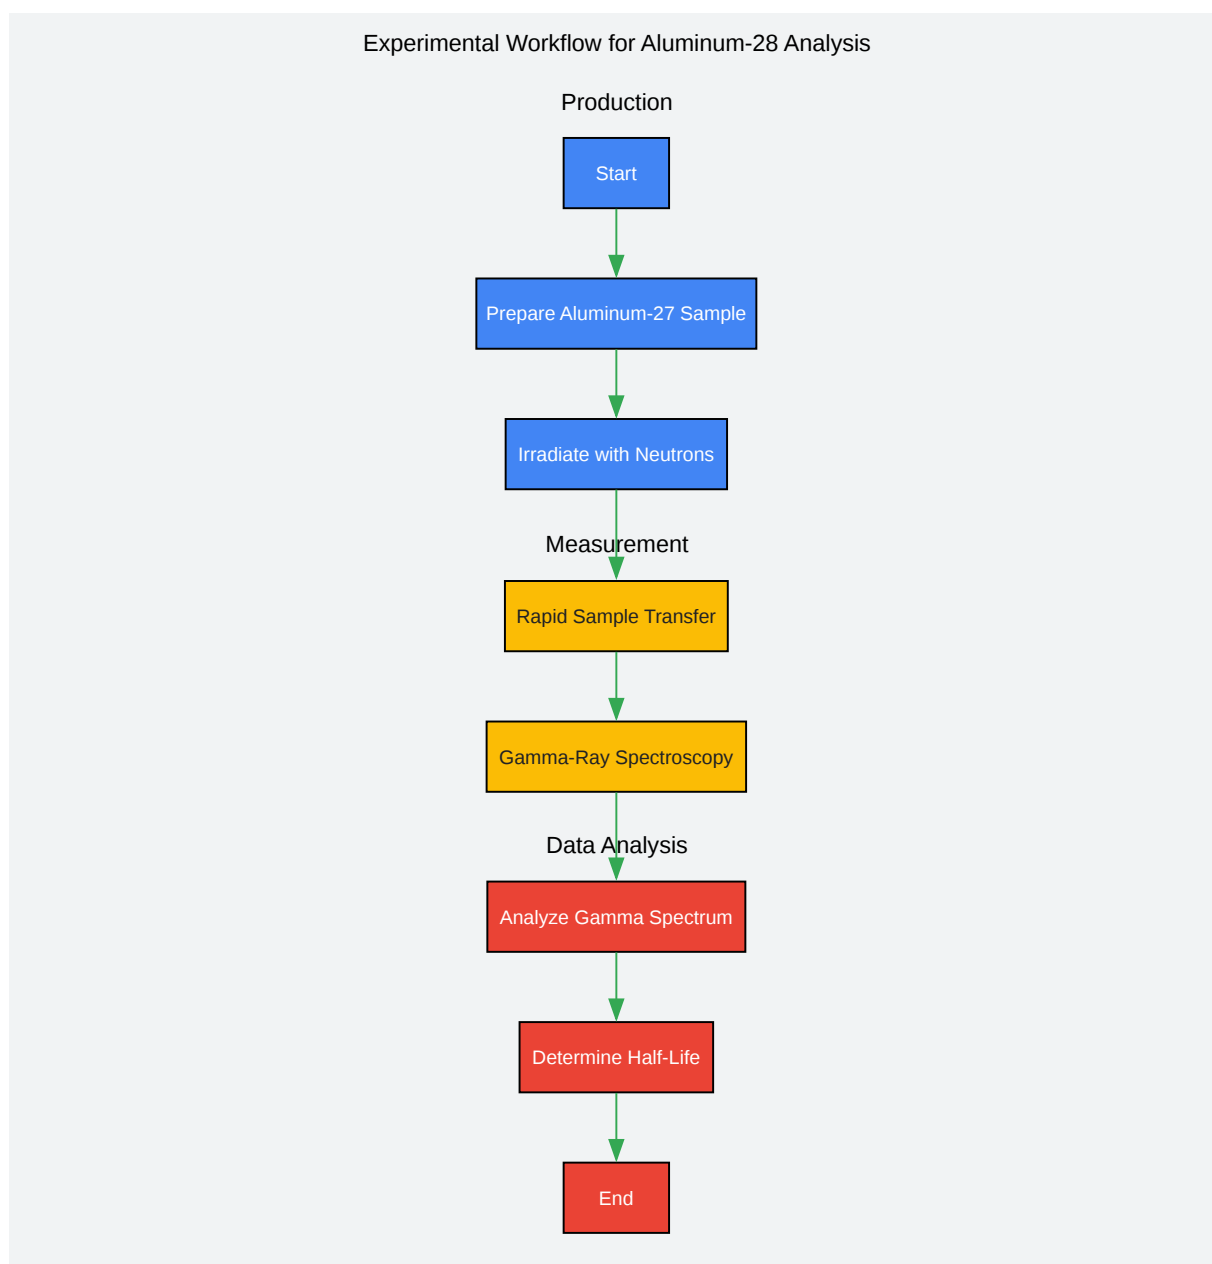 Experimental Workflow for Aluminum-28 Analysis
Production
Start
Prepare Aluminum-27 Sample
Irradiate with Neutrons
Measurement
Rapid Sample Transfer
Gamma-Ray Spectroscopy
Data Analysis
Analyze Gamma Spectrum
Determine Half-Life
End